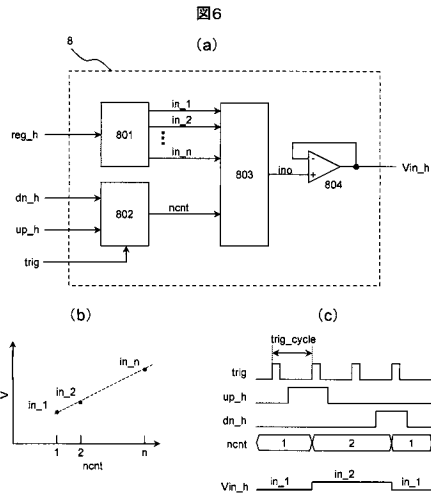 図6
(a)
8
reg_h
801
in_1
in_2
in_n
803
ino
804
Vin_h
dn_h
up_h
802
ncnt
trig
(b)
V
in_1
in_2
in_n
1
2
n
ncnt
(c)
trig_cycle
trig
up_h
dn_h
ncnt
1
2
1
Vin_h
in_1
in_2
in_1